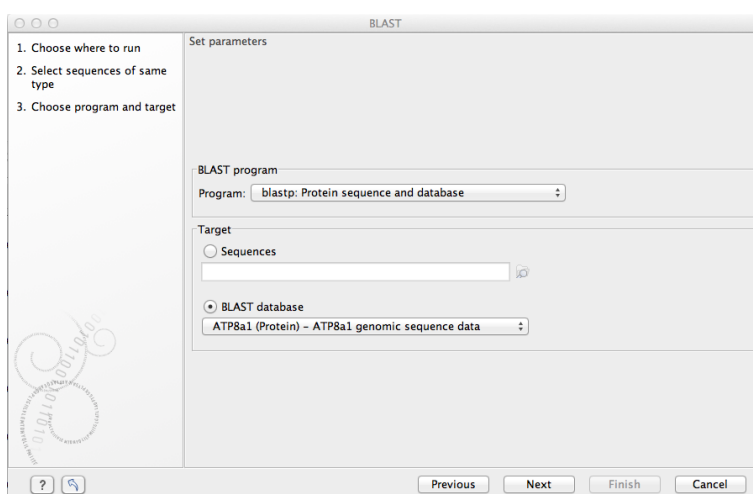 BLAST
1. Choose where to run
2. Select sequences of same
type
3. Choose program and target
Set parameters
BLAST program
Program: blastp: Protein sequence and database
Target
Sequences
BLAST database
ATP8a1 (Protein) – ATP8a1 genomic sequence data
?
Previous
Next
Finish
Cancel